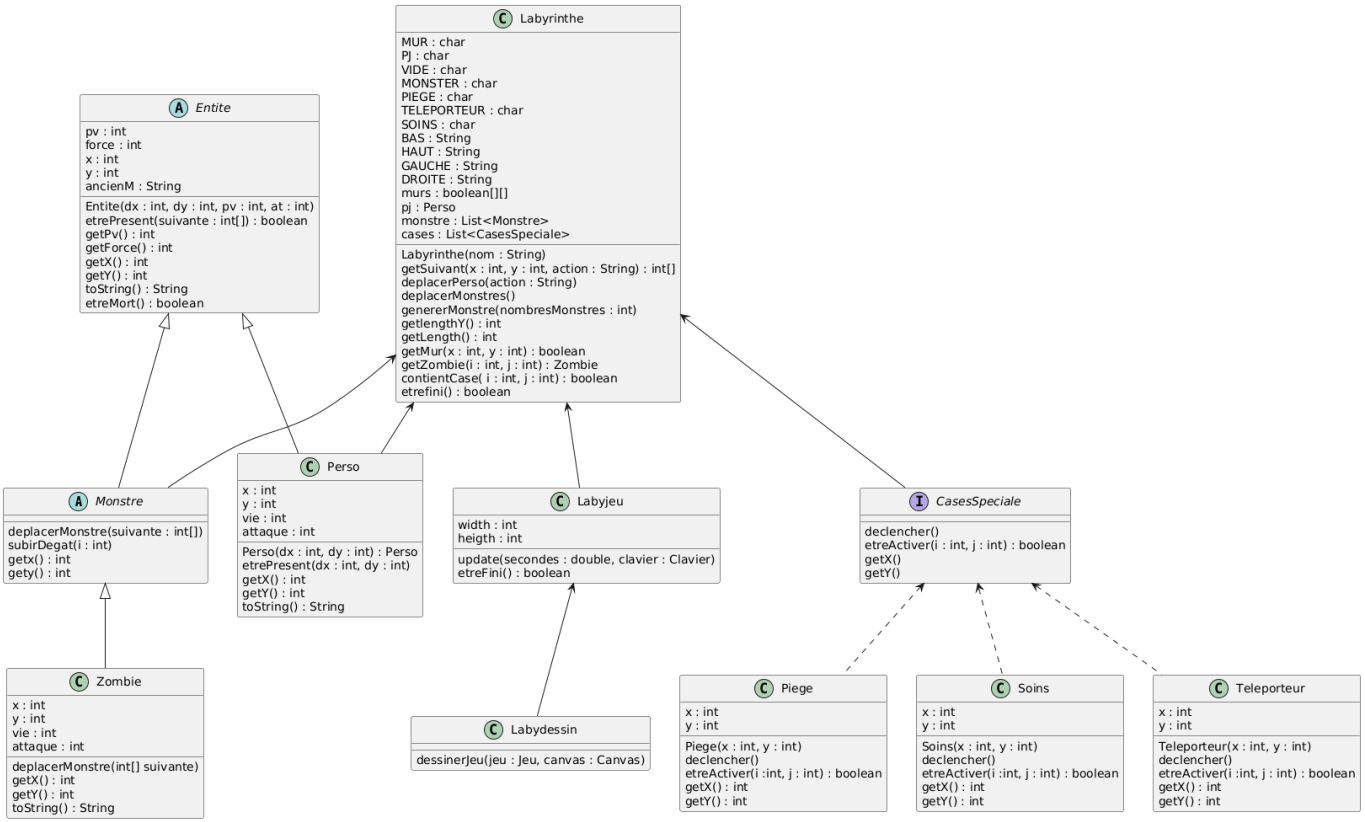 C Labyrinthe
MUR : char
PJ : char
VIDE : char
MONSTER : char
PIEGE : char
TELEPORTEUR : char
SOINS : char
BAS : String
HAUT : String
GAUCHE : String
DROITE : String
murs : boolean[][]
pj : Perso
monstre : List<Monstre>
cases : List<CasesSpeciale>
Labyrinthe(nom : String)
getSuivant(x : int, y : int, action : String) : int[]
deplacerPerso(action : String)
deplacerMonstres()
genererMonstre(nombresMonstres : int)
getlengthY() : int
getLength() : int
getMur(x : int, y : int) : boolean
getZombie(i : int, j : int) : Zombie
contientCase( i : int, j : int) : boolean
etrefini() : boolean
A Entite
pv : int
force : int
x : int
y : int
ancienM : String
Entite(dx : int, dy : int, pv : int, at : int)
etrePresent(suivante : int[]) : boolean
getPv() : int
getForce() : int
getX() : int
getY() : int
toString() : String
etreMort() : boolean
A Monstre
deplacerMonstre(suivante : int[])
subirDegat(i : int)
getx() : int
gety() : int
C Perso
x : int
y : int
vie : int
attaque : int
Perso(dx : int, dy : int) : Perso
etrePresent(dx : int, dy : int)
getX() : int
getY() : int
toString() : String
C Labyjeu
width : int
heigth : int
update(secondes : double, clavier : Clavier)
etreFini() : boolean
I CasesSpeciale
declencher()
etreActiver(i : int, j : int) : boolean
getX()
getY()
C Zombie
x : int
y : int
vie : int
attaque : int
deplacerMonstre(int[] suivante)
getX() : int
getY() : int
toString() : String
C Labydessin
dessinerJeu(jeu : Jeu, canvas : Canvas)
C Piege
x : int
y : int
Piege(x : int, y : int)
declencher()
etreActiver(i :int, j : int) : boolean
getX() : int
getY() : int
C Soins
x : int
y : int
Soins(x : int, y : int)
declencher()
etreActiver(i :int, j : int) : boolean
getX() : int
getY() : int
C Teleporteur
x : int
y : int
Teleporteur(x : int, y : int)
declencher()
etreActiver(i :int, j : int) : boolean
getX() : int
getY() : int